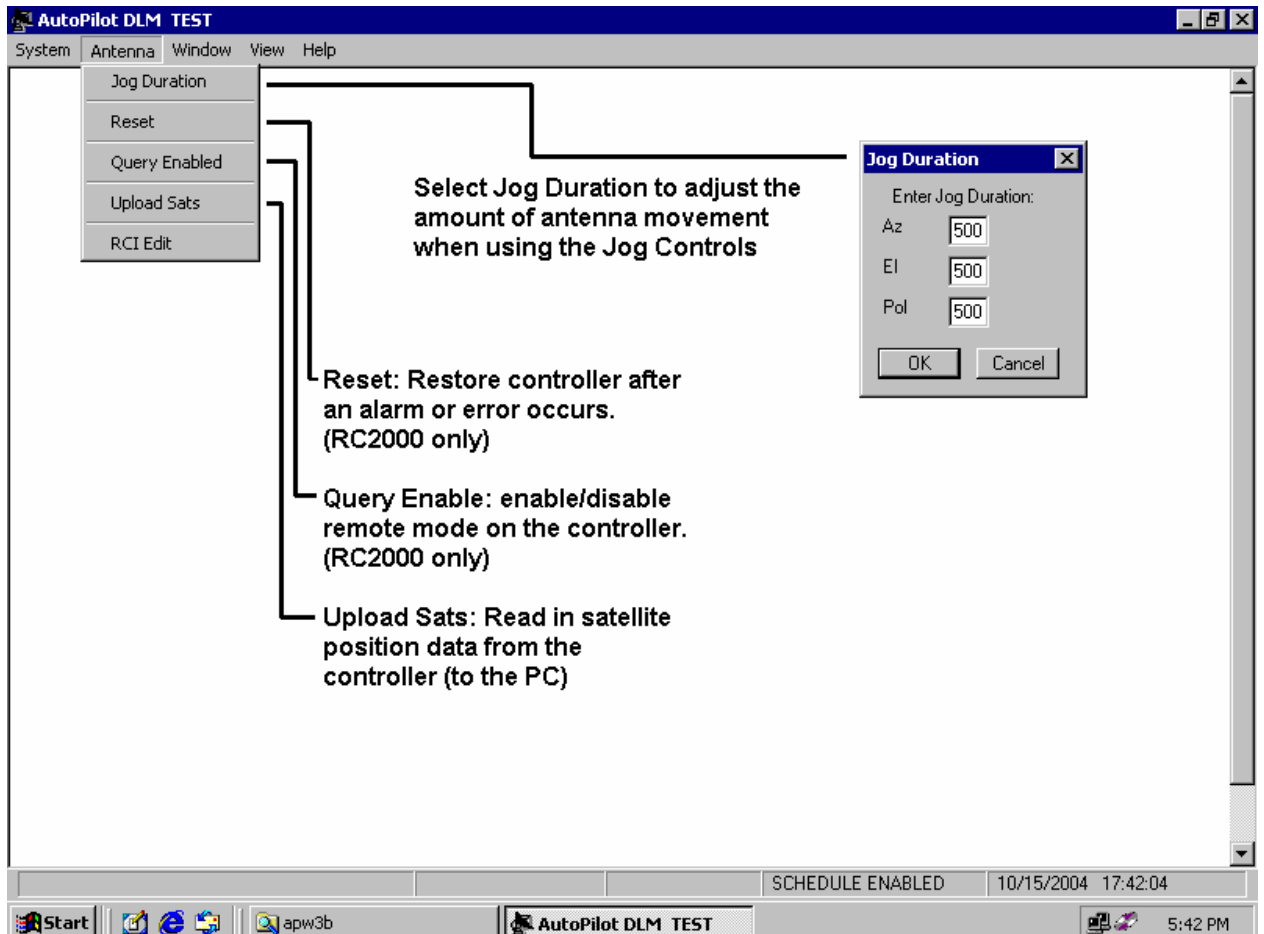 AutoPilot DLM TEST
System Antenna Window View Help
Jog Duration
Reset
Query Enabled
Upload Sats
RCI Edit
Select Jog Duration to adjust the
amount of antenna movement
when using the Jog Controls
Jog Duration
Enter Jog Duration:
Az 500
El 500
Pol 500
OK Cancel
Reset: Restore controller after
an alarm or error occurs.
(RC2000 only)
Query Enable: enable/disable
remote mode on the controller.
(RC2000 only)
Upload Sats: Read in satellite
position data from the
controller (to the PC)
SCHEDULE ENABLED 10/15/2004 17:42:04
Start apw3b AutoPilot DLM TEST 5:42 PM